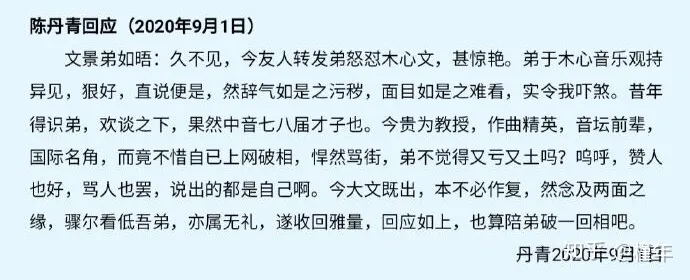 陈丹青回应（2020年9月1日）
文景弟如晤：久不见，今友人转发弟怒怼木心文，甚惊艳。弟于木心音乐观持
异见，狠好，直说便是，然辞气如是之污秽，面目如是之难看，实令我吓煞。昔年
得识弟，欢谈之下，果然中音七八届才子也。今贵为教授，作曲精英，音坛前辈，
国际名角，而竟不惜自已上网破相，悍然骂街，弟不觉得又亏又土吗？呜呼，赞人
也好，骂人也罢，说出的都是自己啊。今大文既出，本不必作复，然念及两面之
缘，骤尔看低吾弟，亦属无礼，遂收回雅量，回应如上，也算陪弟破一回相吧。
丹青2020年9月1日
知乎 @瑾年